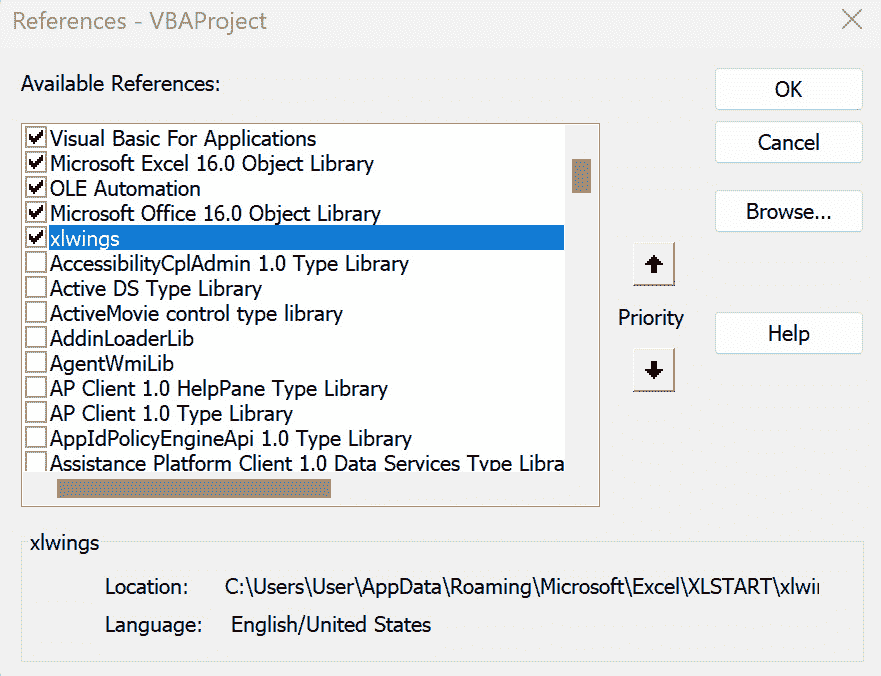 References - VBAProject
Available References:
OK
Cancel
Browse...
Help
Visual Basic For Applications
Microsoft Excel 16.0 Object Library
OLE Automation
Microsoft Office 16.0 Object Library
xlwings
AccessibilityCplAdmin 1.0 Type Library
Active DS Type Library
ActiveMovie control type library
AddinLoaderLib
AgentWmiLib
AP Client 1.0 HelpPane Type Library
AP Client 1.0 Type Library
AppIdPolicyEngineApi 1.0 Type Library
Assistance Platform Client 1.0 Data Services Type Libra
Priority
xlwings
Location: C:\Users\User\AppData\Roaming\Microsoft\Excel\XLSTART\xlwin
Language: English/United States